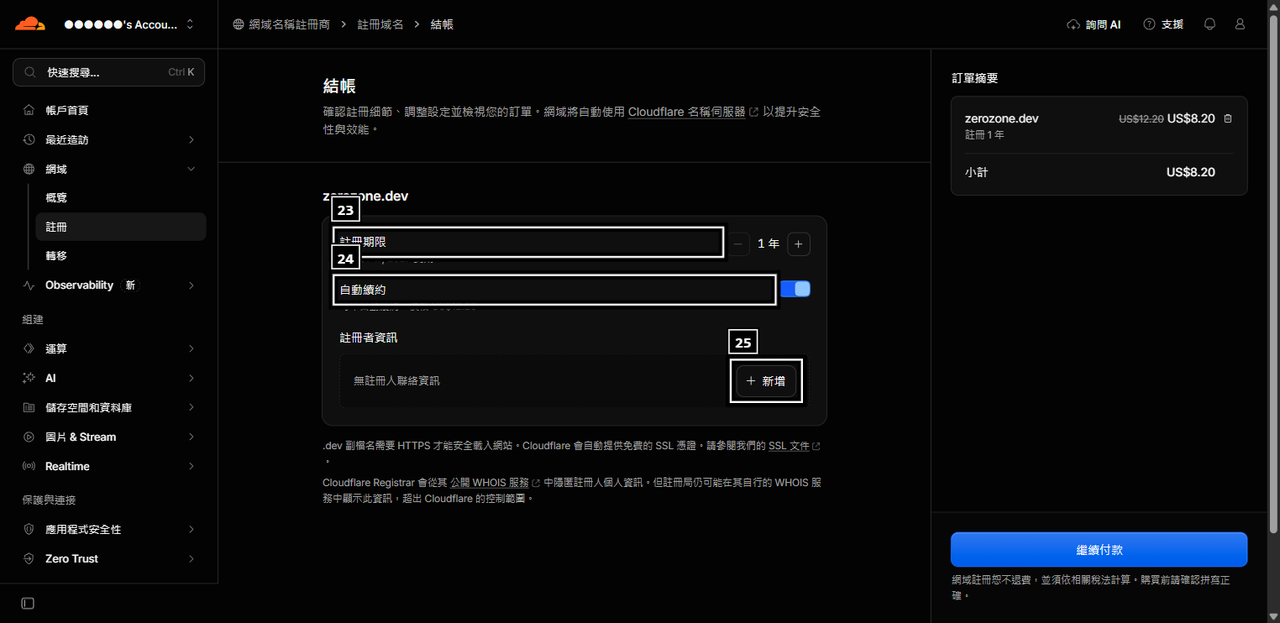 ●●●●●●'s Accou...
網域名稱註冊商 > 註冊域名 > 結帳
詢問 AI
支援
快速搜尋...
Ctrl K
帳戶首頁
最近造訪
網域
概覽
註冊
轉移
Observability 新
組建
運算
AI
儲存空間和資料庫
圖片 & Stream
Realtime
保護與連接
應用程式安全性
Zero Trust
結帳
確認註冊細節、調整設定並檢視您的訂單。網域將自動使用 Cloudflare 名稱伺服器 以提升安全
性與效能。
zerozone.dev
23
註冊期限
1 年
24
自動續約
註冊者資訊
25
無註冊人聯絡資訊
新增
.dev 副檔名需要 HTTPS 才能安全載入網站。Cloudflare 會自動提供免費的 SSL 憑證。請參閱我們的 SSL 文件
。
Cloudflare Registrar 會從其 公開 WHOIS 服務 中隱匿註冊人個人資訊。但註冊局仍可能在其自行的 WHOIS 服
務中顯示此資訊，超出 Cloudflare 的控制範圍。
訂單摘要
zerozone.dev
US$12.20 US$8.20
註冊 1 年
小計
US$8.20
繼續付款
網域註冊恕不退費，並須依相關稅法計算。購買前請確認拼寫正
確。